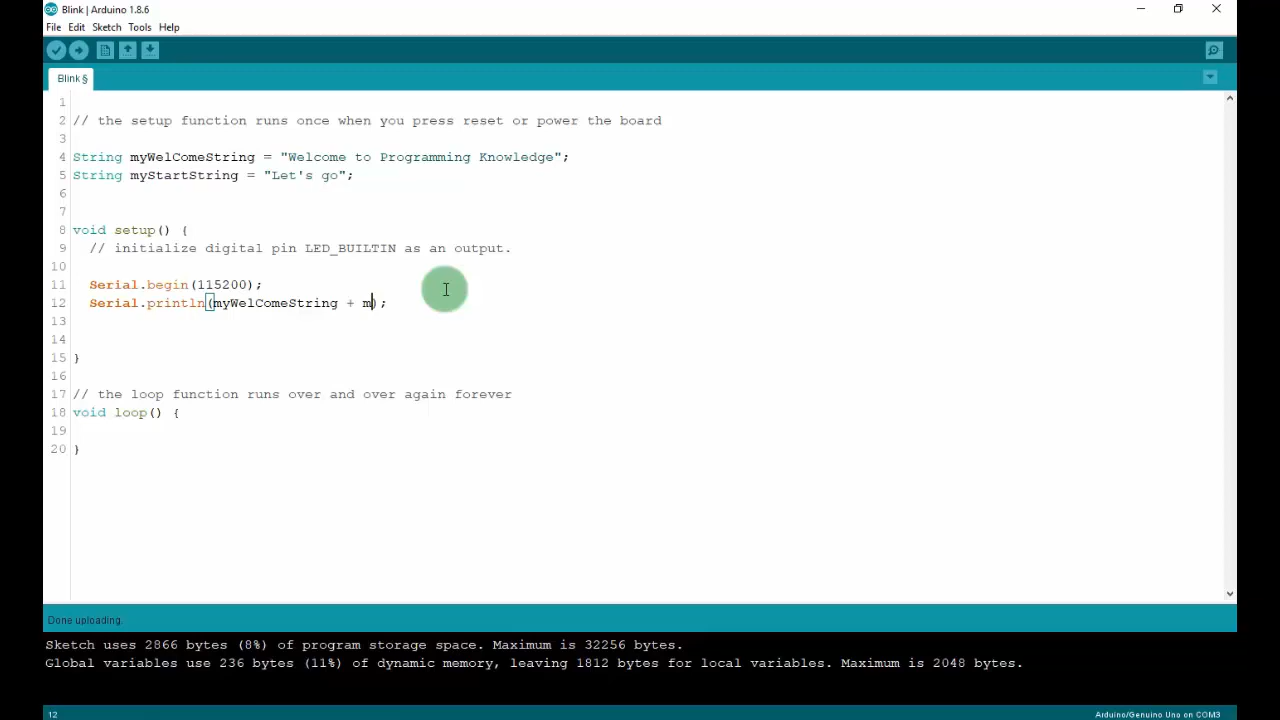 Blink | Arduino 1.8.6
File Edit Sketch Tools Help
Blink §
1
2 // the setup function runs once when you press reset or power the board
3
4 String myWelComeString = "Welcome to Programming Knowledge";
5 String myStartString = "Let's go";
6
7
8 void setup() {
9 // initialize digital pin LED_BUILTIN as an output.
10
11 Serial.begin(115200);
12 Serial.println(myWelComeString + m);
13
14
15 }
16
17 // the loop function runs over and over again forever
18 void loop() {
19
20 }
Done uploading.
Sketch uses 2866 bytes (8%) of program storage space. Maximum is 32256 bytes.
Global variables use 236 bytes (11%) of dynamic memory, leaving 1812 bytes for local variables. Maximum is 2048 bytes.
12 Arduino/Genuino Uno on COM3